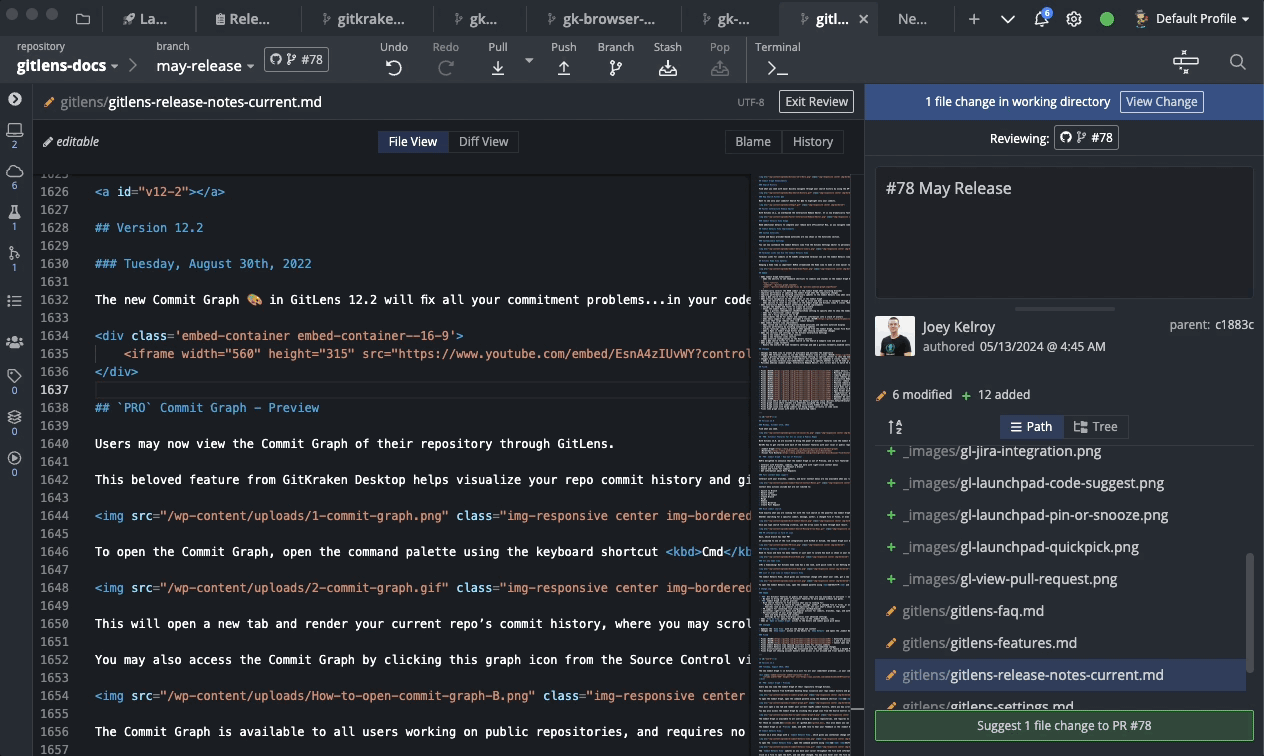 La...
Rele...
gitkrake...
gk...
gk-browser-...
gk-...
gitl...
Ne...
6
Default Profile
repository
gitlens-docs
branch
may-release
#78
Undo
Redo
Pull
Push
Branch
Stash
Pop
Terminal
gitlens/gitlens-release-notes-current.md
UTF-8
Exit Review
editable
File View
Diff View
Blame
History
2
6
1
1
0
0
0
1625
1626 <a id="v12-2"></a>
1627
1628 ## Version 12.2
1629
1630 ### Tuesday, August 30th, 2022
1631
1632 The new Commit Graph 🎨 in GitLens 12.2 will fix all your commitment problems...in your code
1633
1634 <div class='embed-container embed-container--16-9'>
1635 <iframe width="560" height="315" src="https://www.youtube.com/embed/EsnA4zIUvWY?control
1636 </div>
1637
1638 ## `PRO` Commit Graph – Preview
1639
1640 Users may now view the Commit Graph of their repository through GitLens.
1641
1642 This beloved feature from GitKraken Desktop helps visualize your repo commit history and gi
1643
1644 <img src="/wp-content/uploads/1-commit-graph.png" class="img-responsive center img-bordered
1645
1646 To open the Commit Graph, open the command palette using the keyboard shortcut <kbd>Cmd</kb
1647
1648 <img src="/wp-content/uploads/2-commit-graph.gif" class="img-responsive center img-bordered
1649
1650 This will open a new tab and render your current repo’s commit history, where you may scrol
1651
1652 You may also access the Commit Graph by clicking this graph icon from the Source Control vi
1653
1654 <img src="/wp-content/uploads/How-to-open-commit-graph-B.png" class="img-responsive center
1655
1656 The Commit Graph is available to all users working on public repositories, and requires no
1657
1 file change in working directory
View Change
Reviewing:
#78
#78 May Release
Joey Kelroy
authored 05/13/2024 @ 4:45 AM
parent: c1883c
6 modified
12 added
Path
Tree
_images/gl-jira-integration.png
_images/gl-launchpad-code-suggest.png
_images/gl-launchpad-pin-or-snooze.png
_images/gl-launchpad-quickpick.png
_images/gl-view-pull-request.png
gitlens/gitlens-faq.md
gitlens/gitlens-features.md
gitlens/gitlens-release-notes-current.md
gitlens/gitlens-settings.md
Suggest 1 file change to PR #78